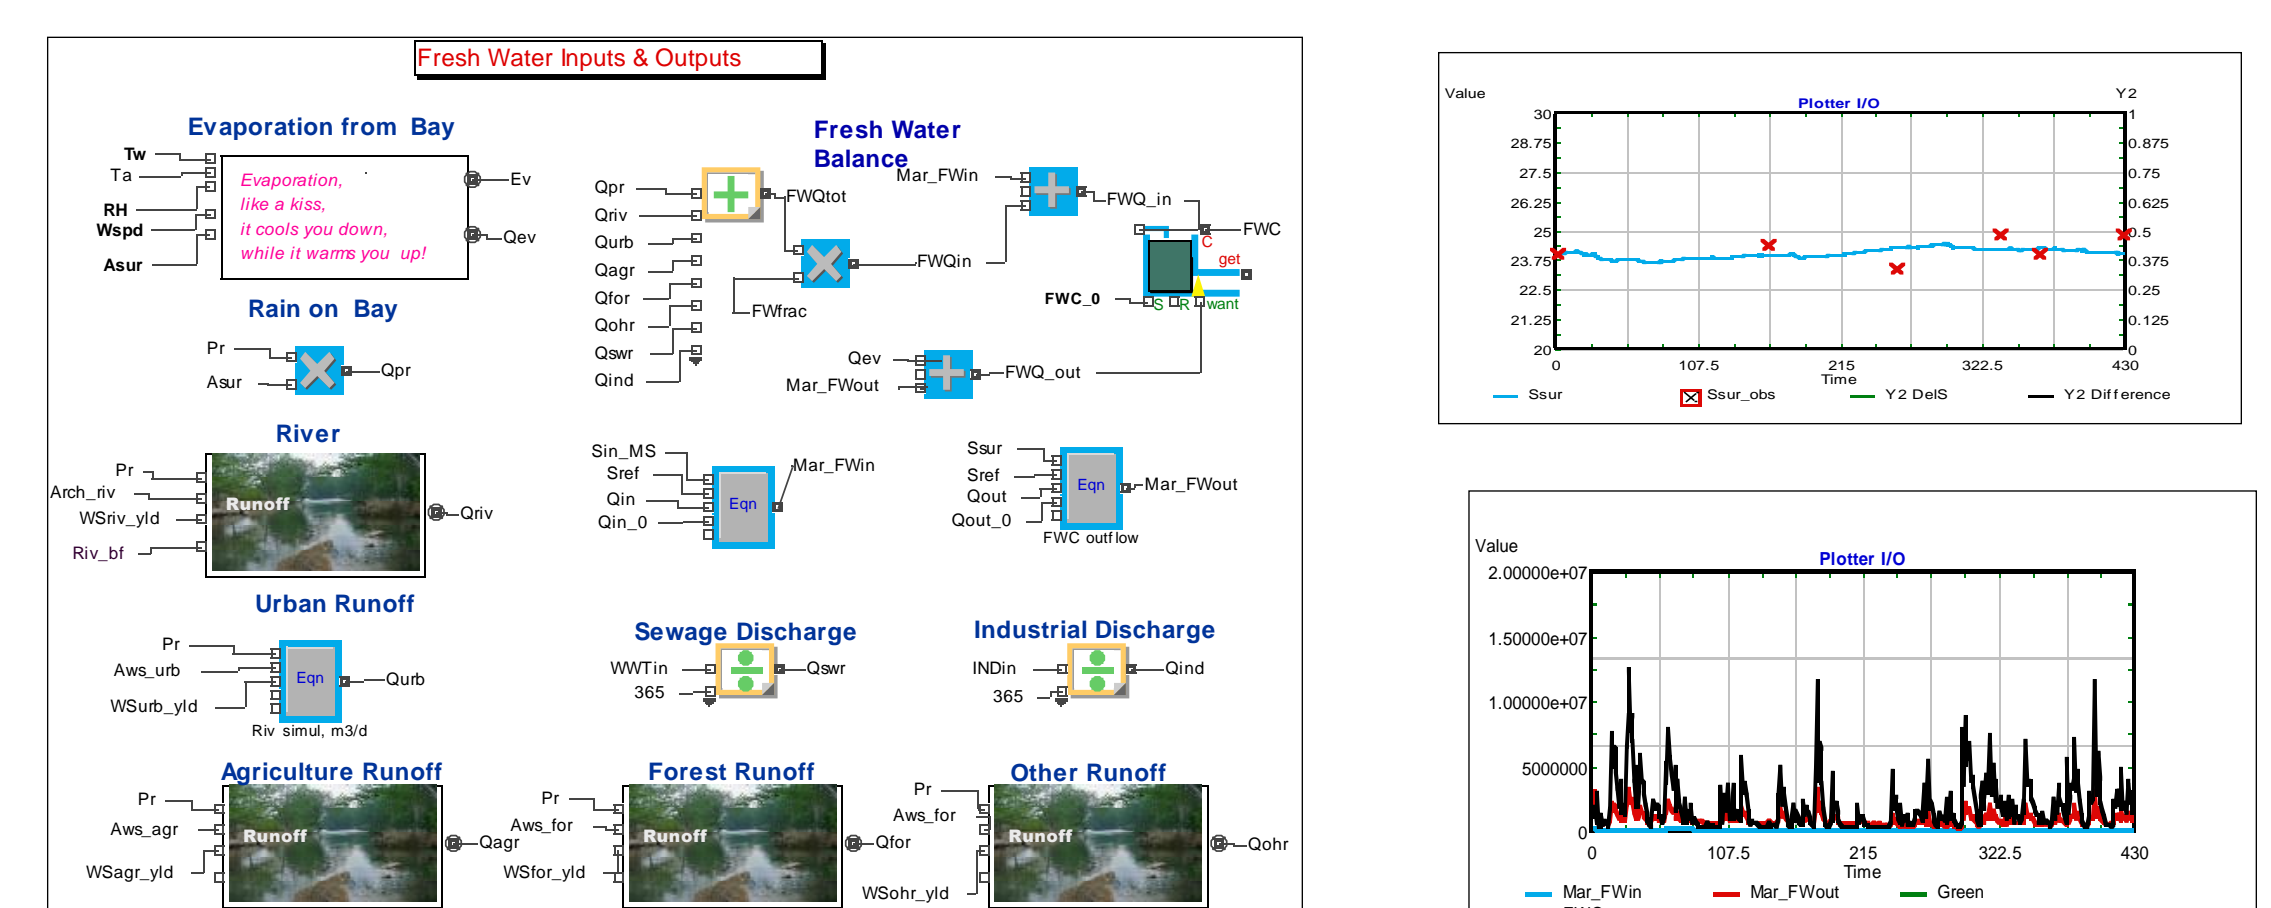 Fresh Water Inputs & Outputs
Evaporation from Bay
Tw
Ta
RH
Wspd
Asur
Evaporation,
like a kiss,
it cools you down,
while it warms you up!
Ev
Qev
Rain on Bay
Pr
Asur
Qpr
River
Pr
Arch_riv
WSriv_yld
Riv_bf
Runoff
Qriv
Urban Runoff
Pr
Aws_urb
WSurb_yld
Eqn
Qurb
Riv simul, m3/d
Agriculture Runoff
Pr
Aws_agr
WSagr_yld
Runoff
Qagr
Fresh Water
Balance
Qpr
Qriv
Qurb
Qagr
Qfor
Qohr
Qswr
Qind
FWQtot
FWfrac
FWQin
Mar_FWin
FWQ_in
FWC
C
get
FWC_0
S
R
want
Qev
Mar_FWout
FWQ_out
Sin_MS
Sref
Qin
Qin_0
Eqn
Mar_FWin
Ssur
Sref
Qout
Qout_0
Eqn
Mar_FWout
FWC outflow
Sewage Discharge
WWTin
365
Qswr
Industrial Discharge
INDin
365
Qind
Forest Runoff
Pr
Aws_for
WSfor_yld
Runoff
Qfor
Other Runoff
Pr
Aws_for
WSohr_yld
Runoff
Qohr
Value
Plotter I/O
Y2
30
28.75
27.5
26.25
25
23.75
22.5
21.25
20
1
0.875
0.75
0.625
0.5
0.375
0.25
0.125
0
0 107.5 215 322.5 430
Time
Ssur Ssur_obs Y2 DelS Y2 Difference
Value
Plotter I/O
2.00000e+07
1.50000e+07
1.00000e+07
5000000
0
0 107.5 215 322.5 430
Time
Mar_FWin Mar_FWout Green